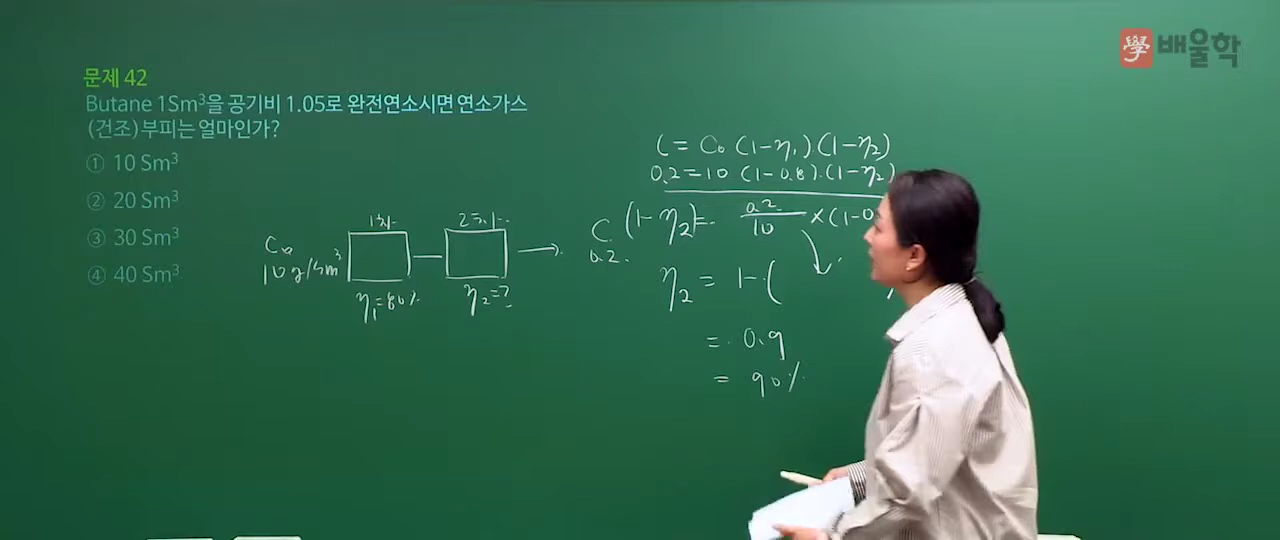 學 배울학
문제 42
Butane 1Sm³을 공기비 1.05로 완전연소시면 연소가스
(건조) 부피는 얼마인가?
① 10 Sm³
② 20 Sm³
③ 30 Sm³
④ 40 Sm³
C₀
10g/Sm³
1차
2차
η₁=80%
η₂=?
C
0.2
C = C₀ (1-η₁)·(1-η₂)
0.2 = 10 (1-0.8)·(1-η₂)
(1-η₂) = 0.2/10 × (1-0
η₂ = 1-(
= 0.9
= 90%